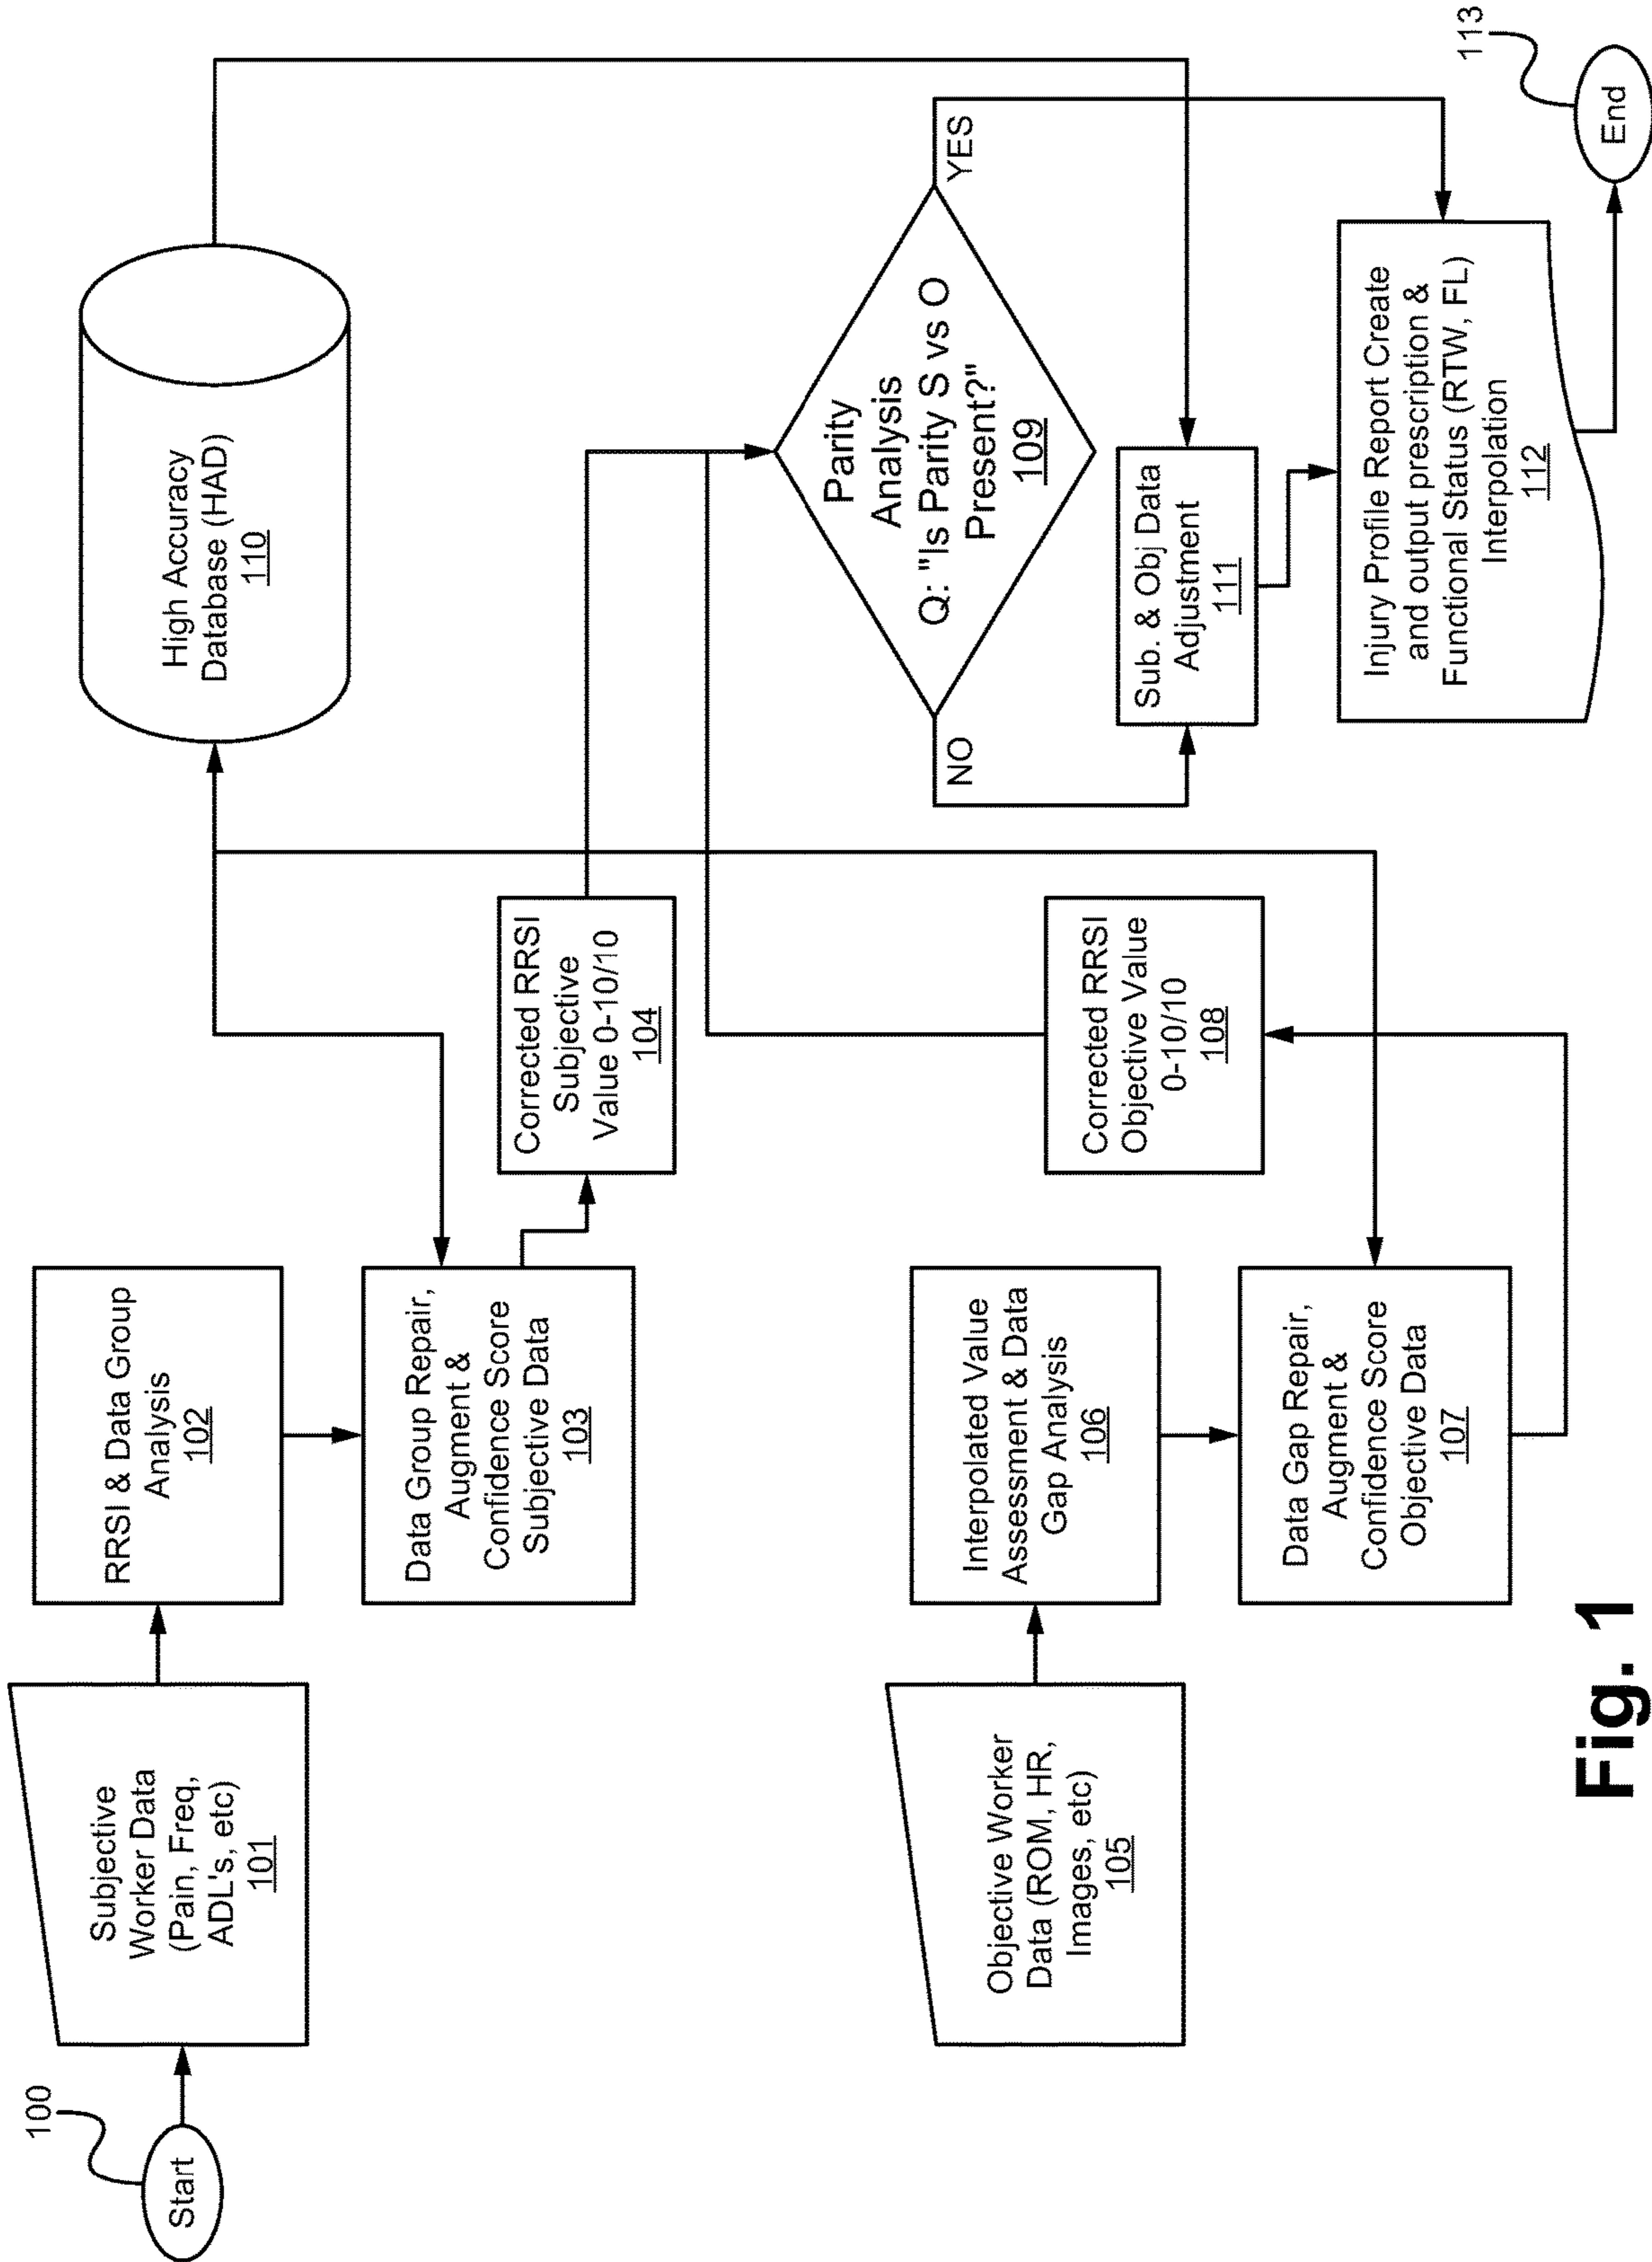 100
Start
Subjective
Worker Data
(Pain, Freq,
ADL's, etc)
101
RRSI & Data Group
Analysis
102
Data Group Repair,
Augment &
Confidence Score
Subjective Data
103
Corrected RRSI
Subjective
Value 0-10/10
104
High Accuracy
Database (HAD)
110
Objective Worker
Data (ROM, HR,
Images, etc)
105
Interpolated Value
Assessment & Data
Gap Analysis
106
Data Gap Repair,
Augment &
Confidence Score
Objective Data
107
Corrected RRSI
Objective Value
0-10/10
108
Parity
Analysis
Q: "Is Parity S vs O
Present?"
109
NO
YES
Sub. & Obj Data
Adjustment
111
Injury Profile Report Create
and output prescription &
Functional Status (RTW, FL)
Interpolation
112
113
End
Fig. 1